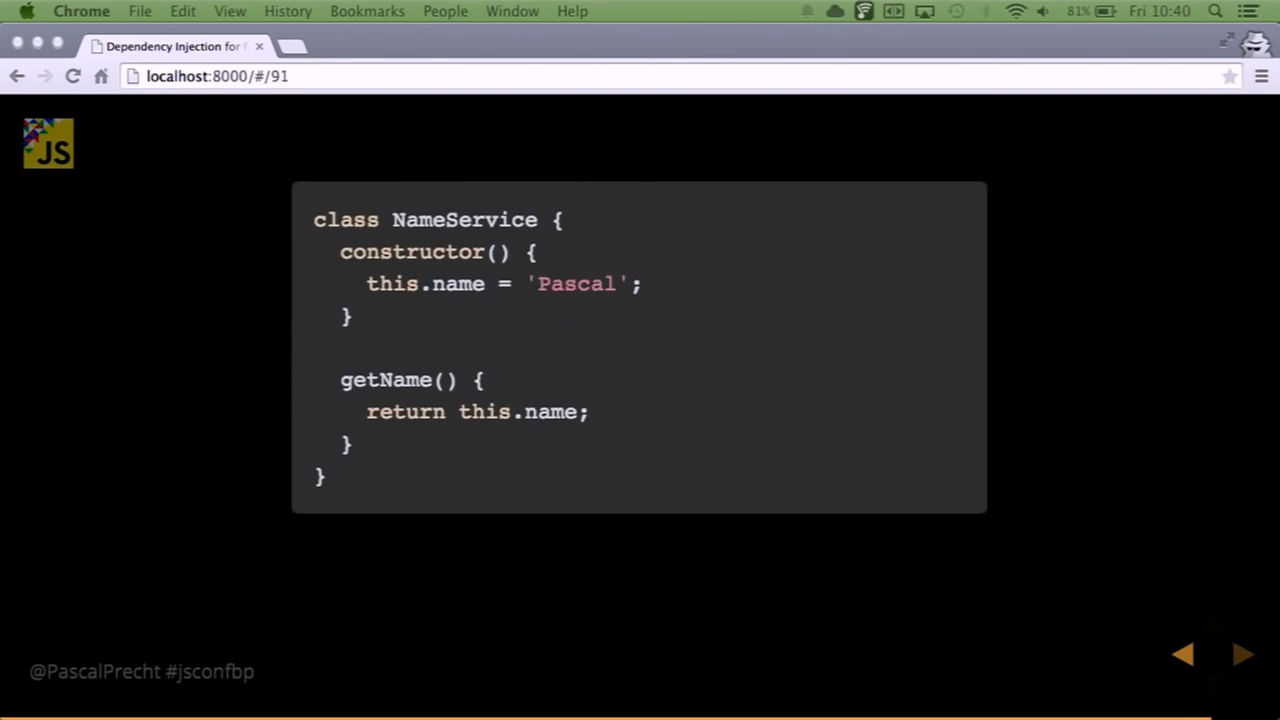 Chrome File Edit View History Bookmarks People Window Help 81% Fri 10:40
Dependency Injection for
localhost:8000/#/91
JS
class NameService {
  constructor() {
    this.name = 'Pascal';
  }
  getName() {
    return this.name;
  }
}
@PascalPrecht #jsconfbp